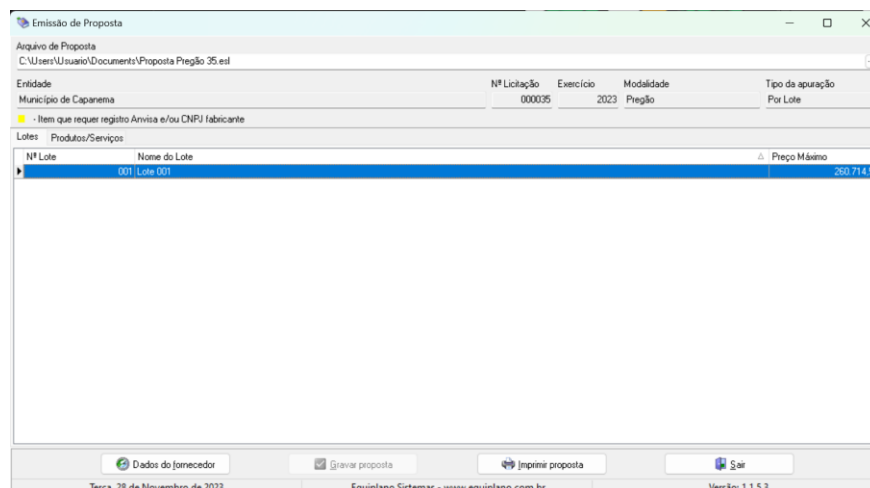 Emissão de Proposta
Arquivo de Proposta
C:\Users\Usuario\Documents\Proposta Pregão 35.esl
Entidade Nº Licitação Exercício Modalidade Tipo da apuração
Município de Capanema 000035 2023 Pregão Por Lote
- Item que requer registro Anvisa e/ou CNPJ fabricante
Lotes Produtos/Serviços
Nº Lote Nome do Lote Preço Máximo
001 Lote 001 260.714,
Dados do fornecedor Gravar proposta Imprimir proposta Sair
Terça, 28 de Novembro de 2023 Equiplano Sistemas - www.equiplano.com.br Versão: 1.1.5.3